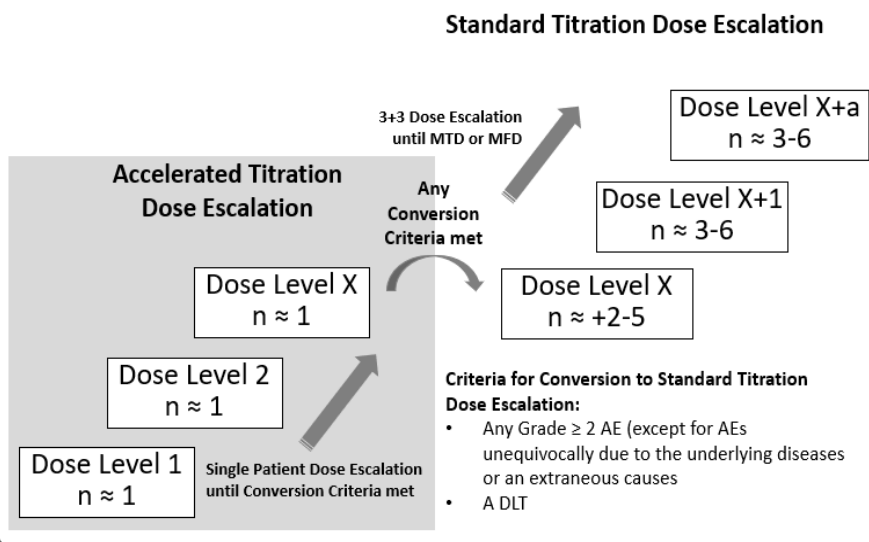 Standard Titration Dose Escalation
3+3 Dose Escalation
until MTD or MFD
Dose Level X+a
n ≈ 3-6
Accelerated Titration
Dose Escalation
Any
Conversion
Criteria met
Dose Level X+1
n ≈ 3-6
Dose Level X
n ≈ 1
Dose Level X
n ≈ +2-5
Dose Level 2
n ≈ 1
Dose Level 1
n ≈ 1
Single Patient Dose Escalation
until Conversion Criteria met
Criteria for Conversion to Standard Titration
Dose Escalation:
• Any Grade ≥ 2 AE (except for AEs
unequivocally due to the underlying diseases
or an extraneous causes
• A DLT